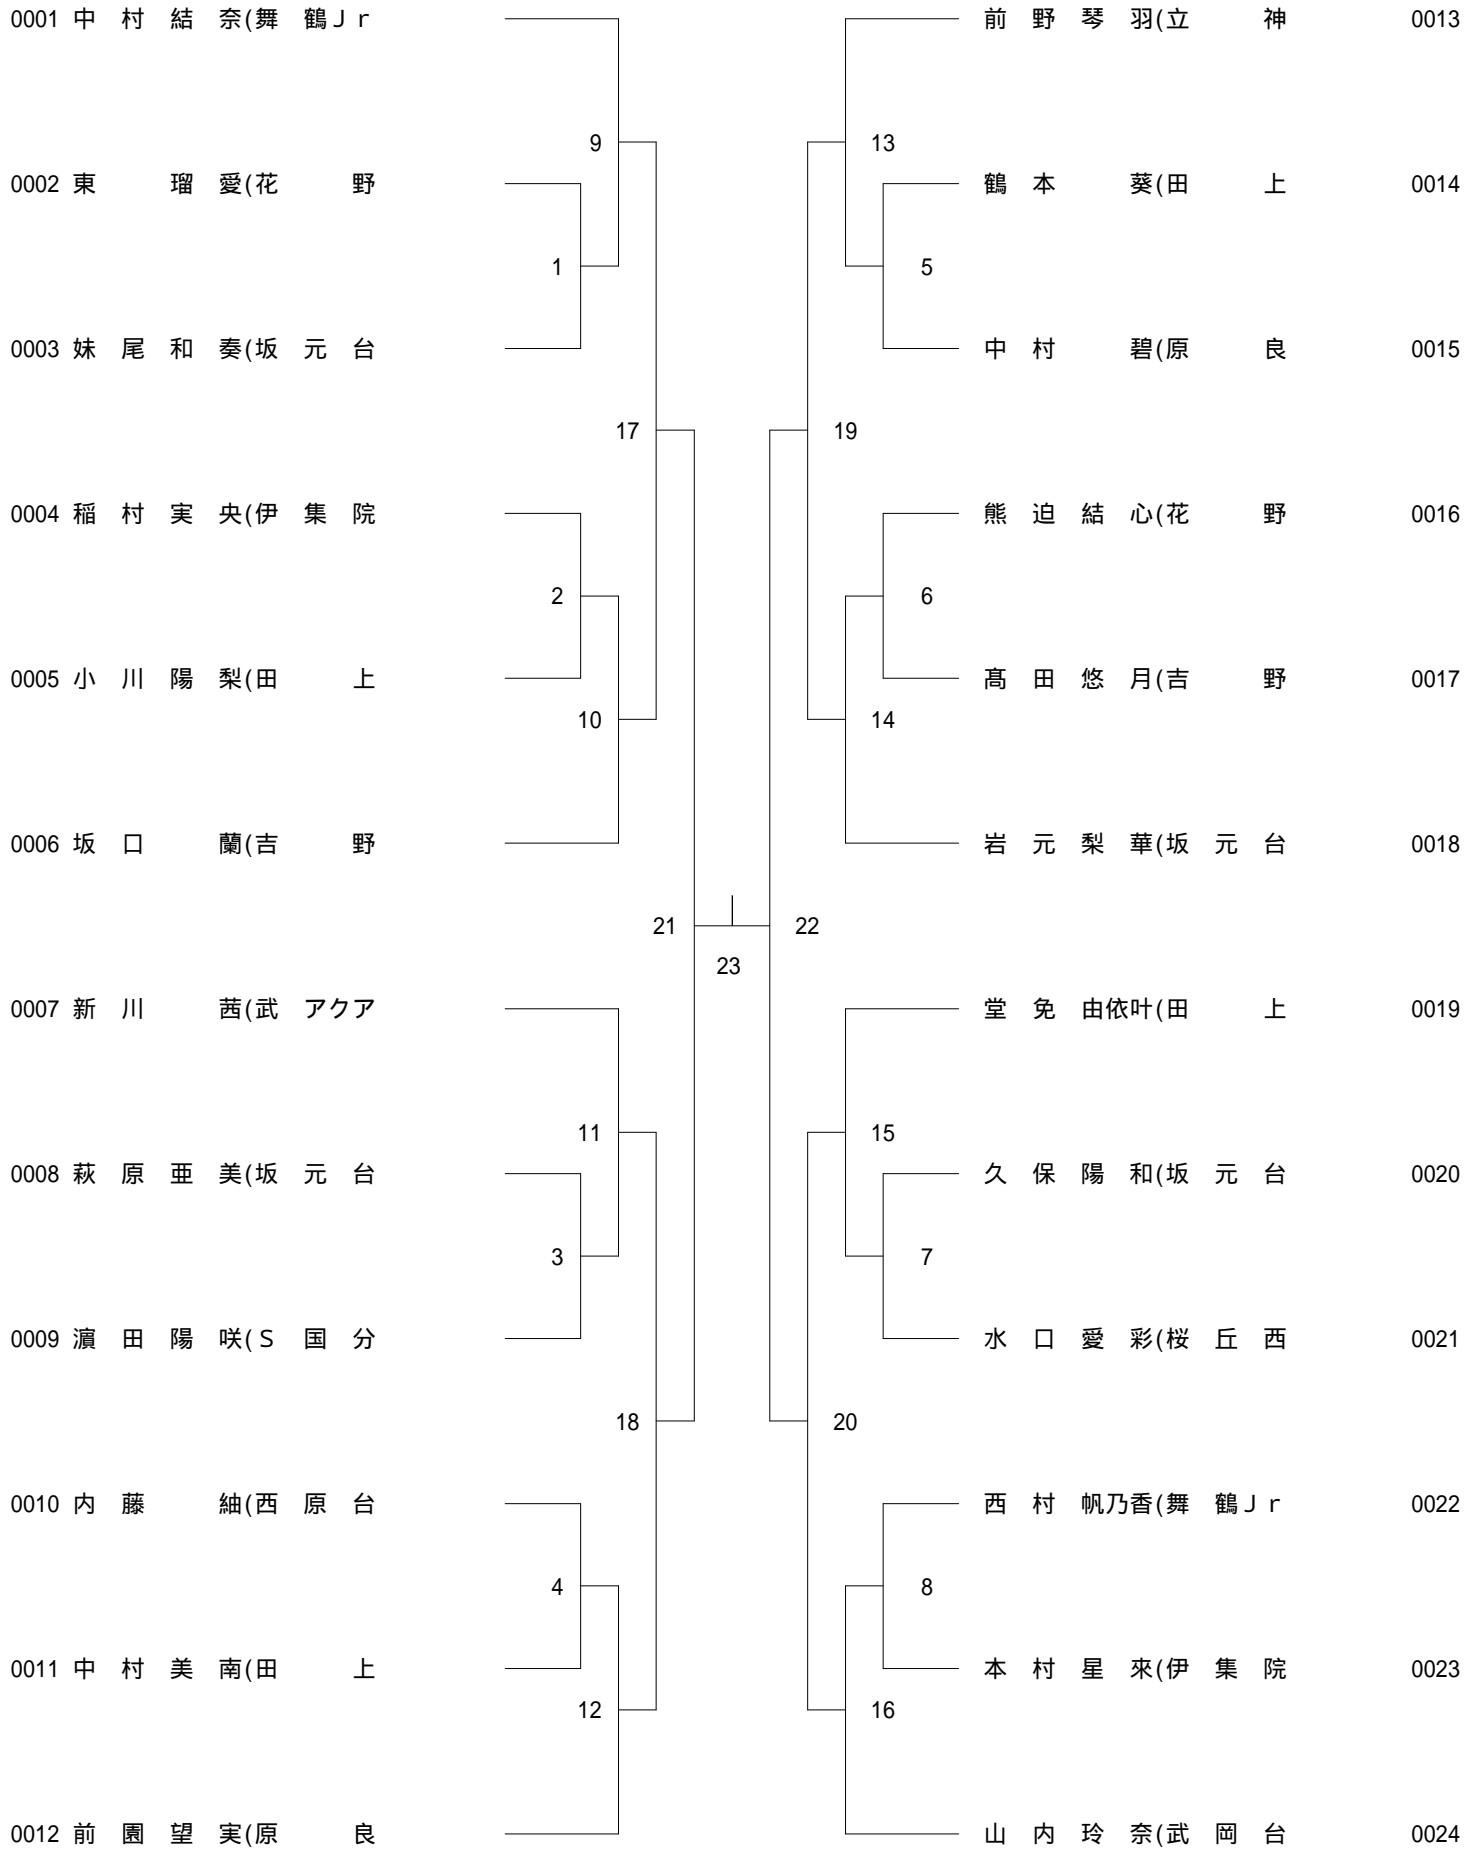 0001 中　村　結　奈(舞　鶴Ｊｒ
前　野　琴　羽(立　　　神 0013
9
13
0002 東　　　瑠　愛(花　　　野
鶴　本　　　葵(田　　　上 0014
1
5
0003 妹　尾　和　奏(坂　元　台
中　村　　　碧(原　　　良 0015
17
19
0004 稲　村　実　央(伊　集　院
熊　迫　結　心(花　　　野 0016
2
6
0005 小　川　陽　梨(田　　　上
髙　田　悠　月(吉　　　野 0017
10
14
0006 坂　口　　　蘭(吉　　　野
岩　元　梨　華(坂　元　台 0018
21
22
23
0007 新　川　　　茜(武　アクア
堂　免　由依叶(田　　　上 0019
11
15
0008 萩　原　亜　美(坂　元　台
久　保　陽　和(坂　元　台 0020
3
7
0009 濵　田　陽　咲(Ｓ　国　分
水　口　愛　彩(桜　丘　西 0021
18
20
0010 内　藤　　　紬(西　原　台
西　村　帆乃香(舞　鶴Ｊｒ 0022
4
8
0011 中　村　美　南(田　　　上
本　村　星　來(伊　集　院 0023
12
16
0012 前　園　望　実(原　　　良
山　内　玲　奈(武　岡　台 0024